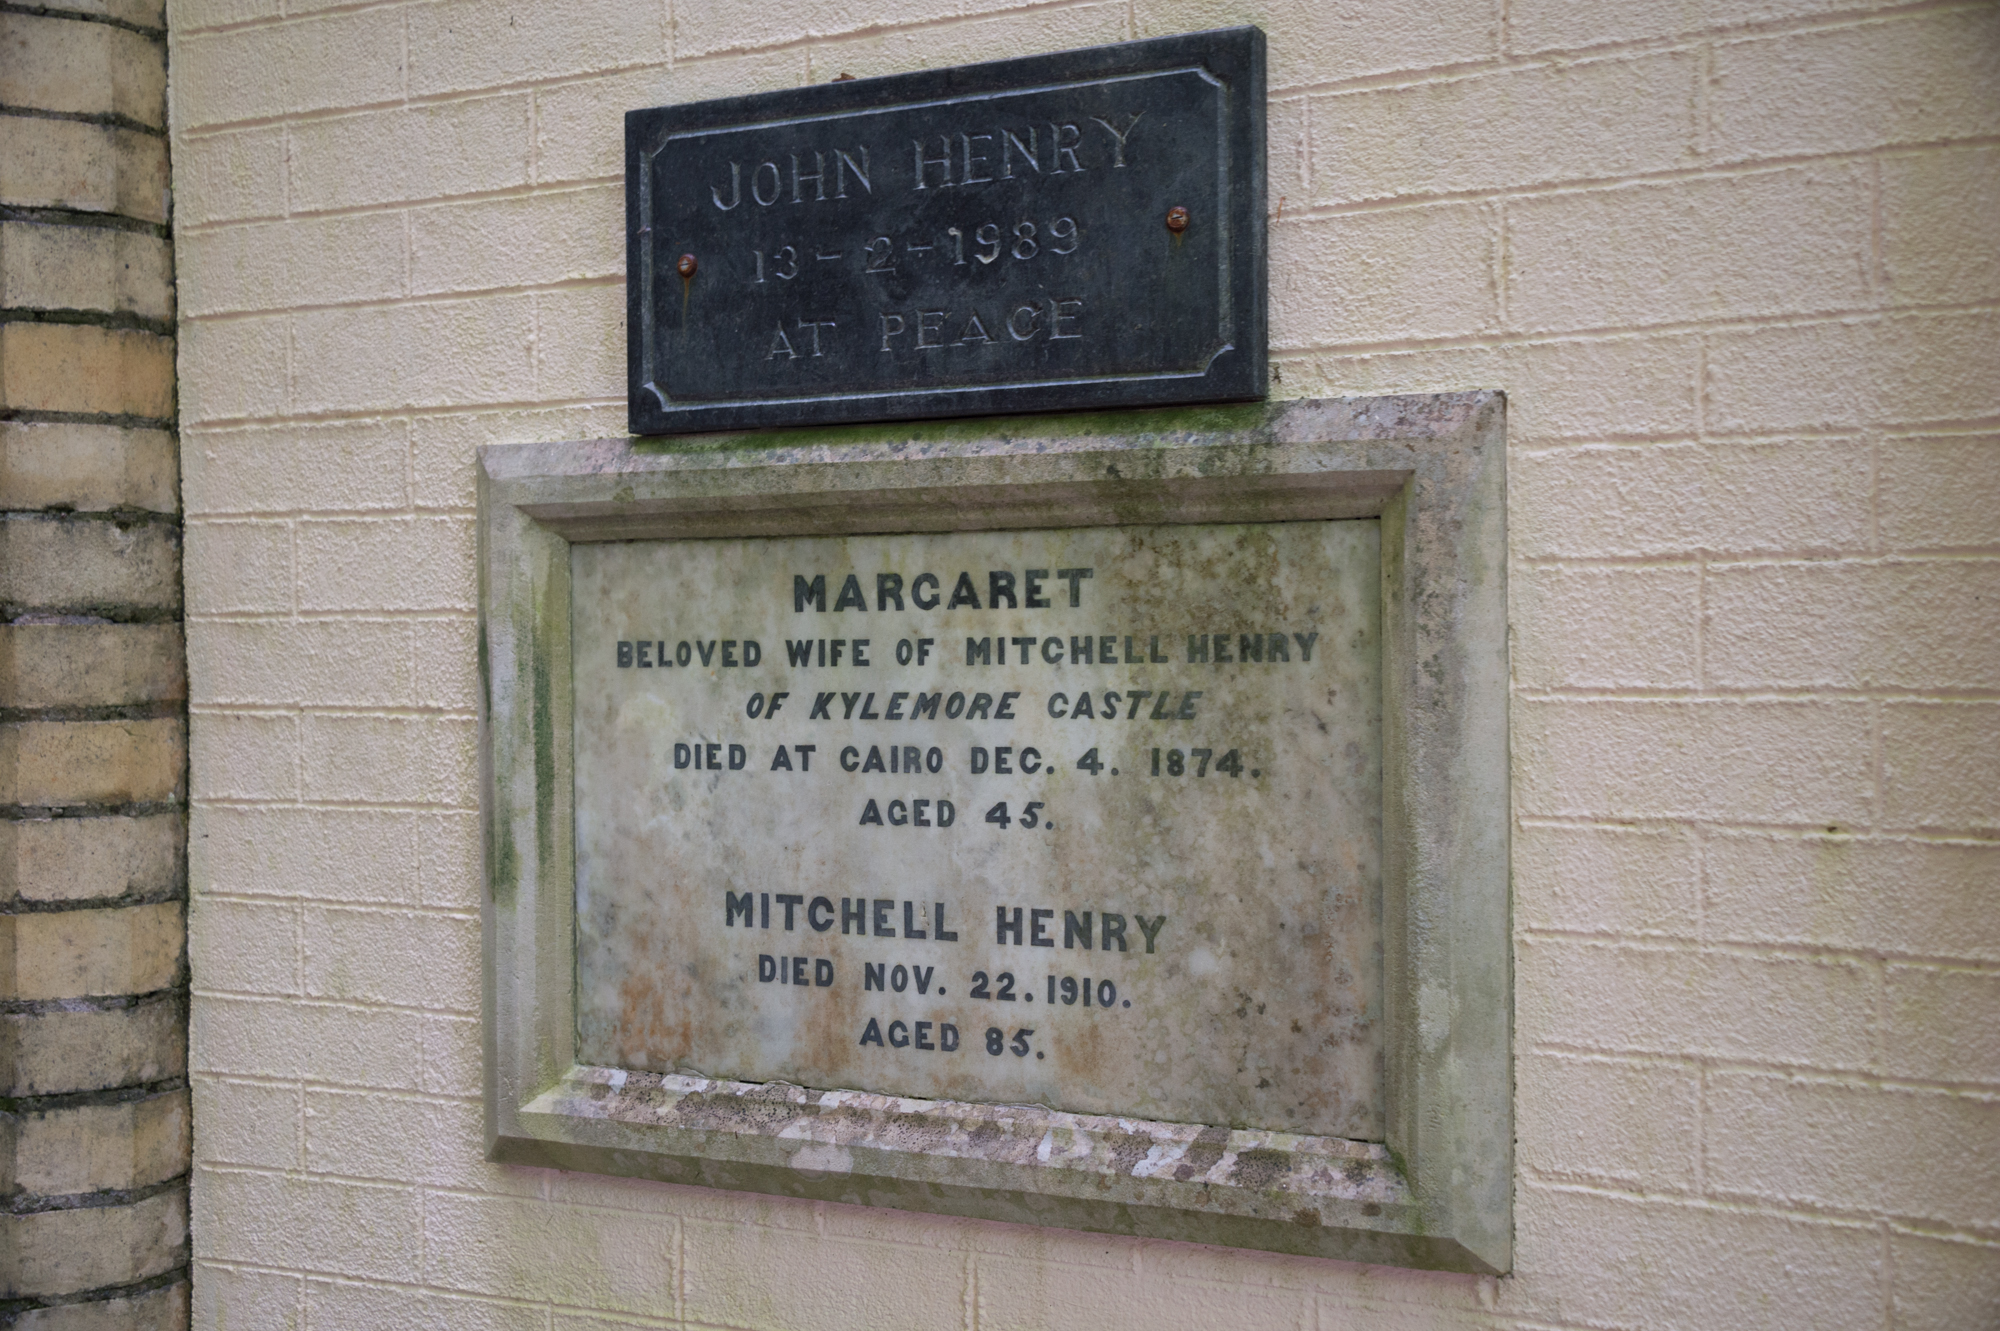 JOHN HENRY
13-2-1989
AT PEACE
MARGARET
BELOVED WIFE OF MITCHELL HENRY
OF KYLEMORE CASTLE
DIED AT CAIRO DEC. 4. 1874.
AGED 45.
MITCHELL HENRY
DIED NOV. 22. 1910.
AGED 85.